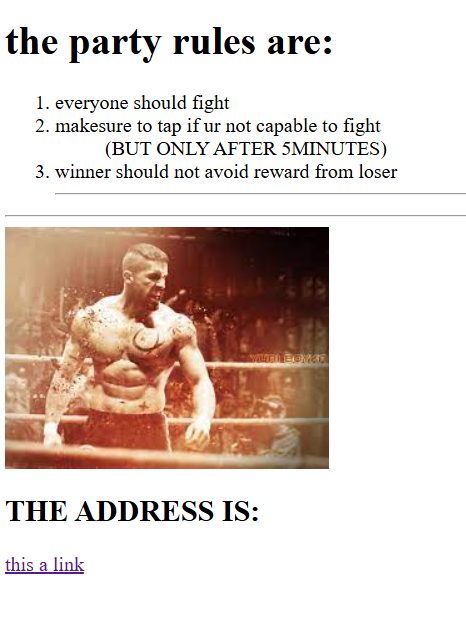 the party rules are:
1. everyone should fight
2. makesure to tap if ur not capable to fight
(BUT ONLY AFTER 5MINUTES)
3. winner should not avoid reward from loser
THE ADDRESS IS:
this a link